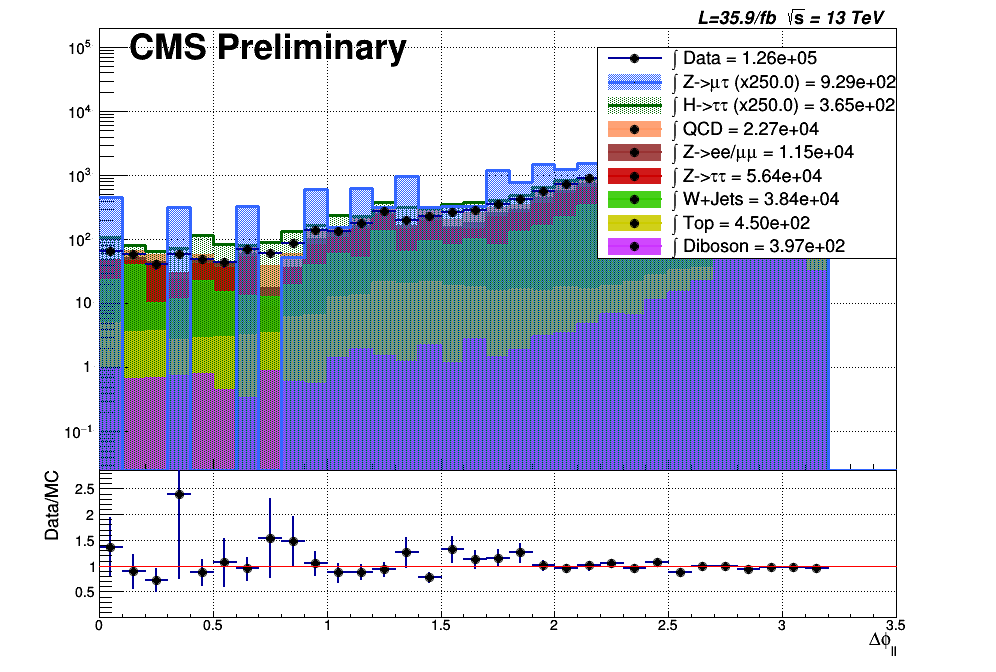 L=35.9/fb √s = 13 TeV
CMS Preliminary
∫ Data = 1.26e+05
∫ Z->μτ (x250.0) = 9.29e+02
∫ H->ττ (x250.0) = 3.65e+02
∫ QCD = 2.27e+04
∫ Z->ee/μμ = 1.15e+04
∫ Z->ττ = 5.64e+04
∫ W+Jets = 3.84e+04
∫ Top = 4.50e+02
∫ Diboson = 3.97e+02
10⁵
10⁴
10³
10²
10
1
10⁻¹
Data/MC
2.5
2
1.5
1
0.5
0 0.5 1 1.5 2 2.5 3 3.5
Δϕ||